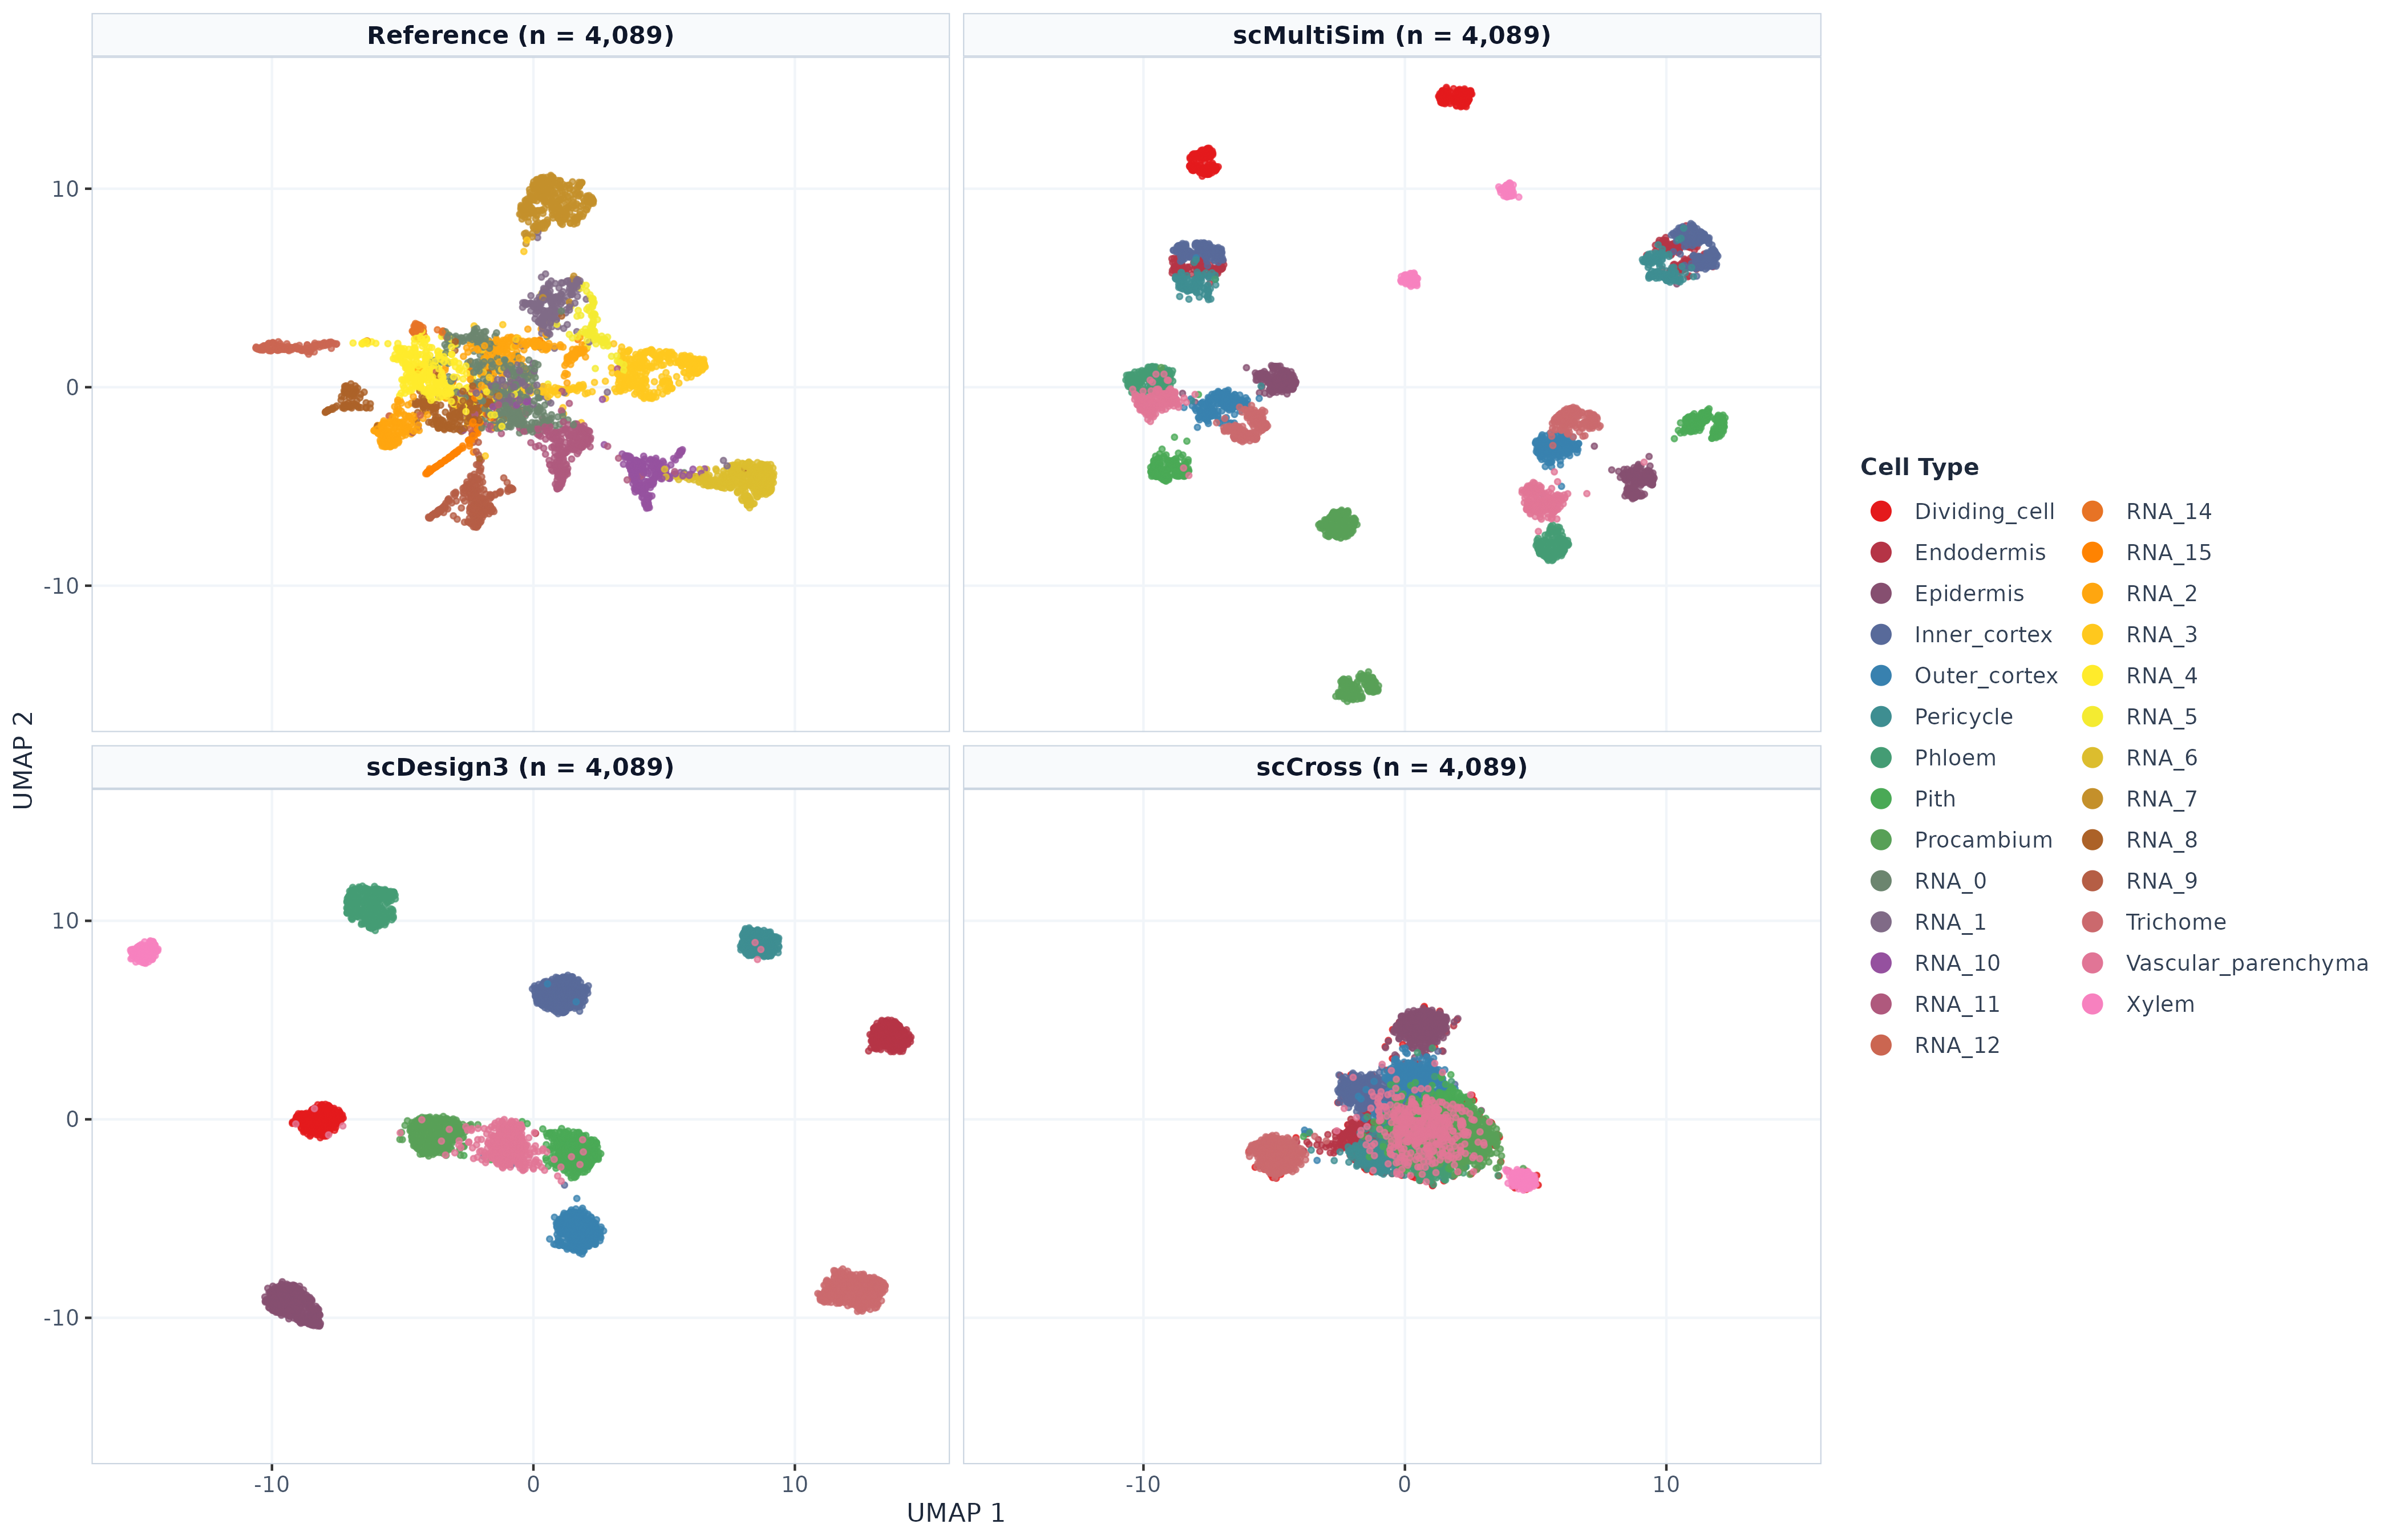 Reference (n = 4,089)
scMultiSim (n = 4,089)
10
0
-10
scDesign3 (n = 4,089)
scCross (n = 4,089)
10
0
-10
-10
0
10
-10
0
10
UMAP 1
UMAP 2
Cell Type
Dividing_cell
Endodermis
Epidermis
Inner_cortex
Outer_cortex
Pericycle
Phloem
Pith
Procambium
RNA_0
RNA_1
RNA_10
RNA_11
RNA_12
RNA_14
RNA_15
RNA_2
RNA_3
RNA_4
RNA_5
RNA_6
RNA_7
RNA_8
RNA_9
Trichome
Vascular_parenchyma
Xylem